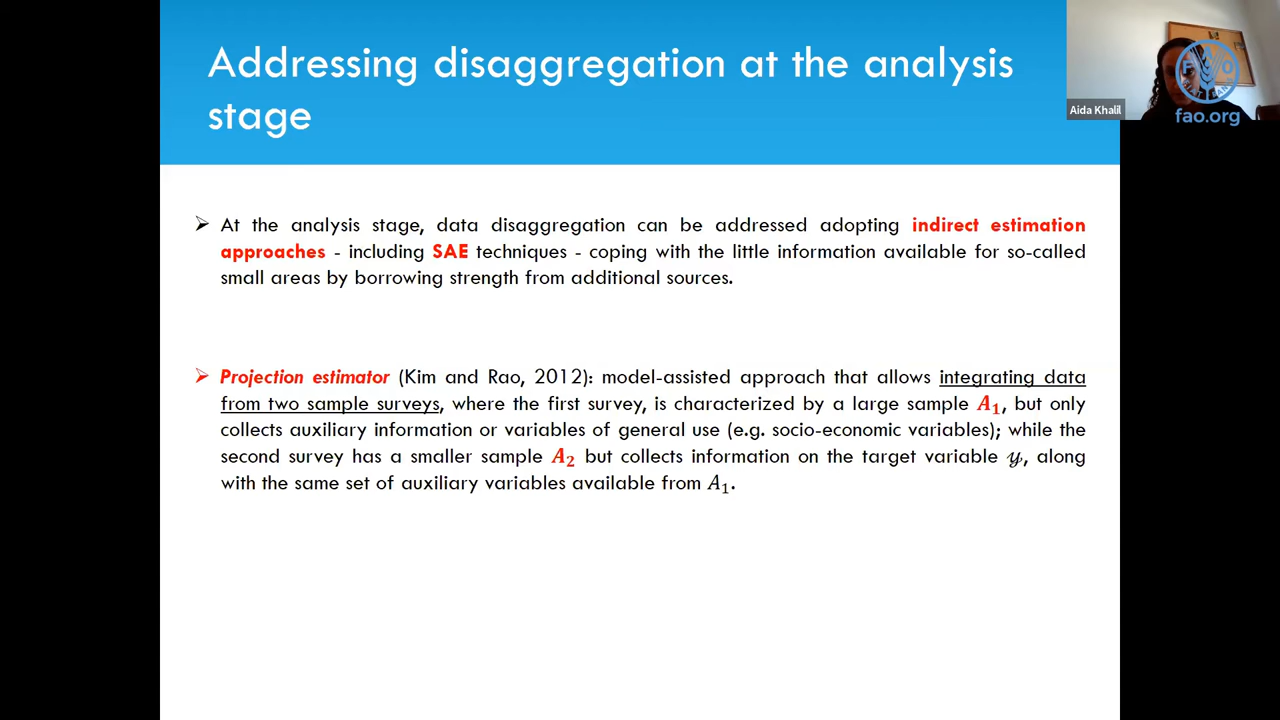 Addressing disaggregation at the analysis
stage
Aida Khalil
fao.org
➢ At the analysis stage, data disaggregation can be addressed adopting indirect estimation
approaches - including SAE techniques - coping with the little information available for so-called
small areas by borrowing strength from additional sources.
➢ Projection estimator (Kim and Rao, 2012): model-assisted approach that allows integrating data
from two sample surveys, where the first survey, is characterized by a large sample A₁, but only
collects auxiliary information or variables of general use (e.g. socio-economic variables); while the
second survey has a smaller sample A₂ but collects information on the target variable 𝓎, along
with the same set of auxiliary variables available from A₁.